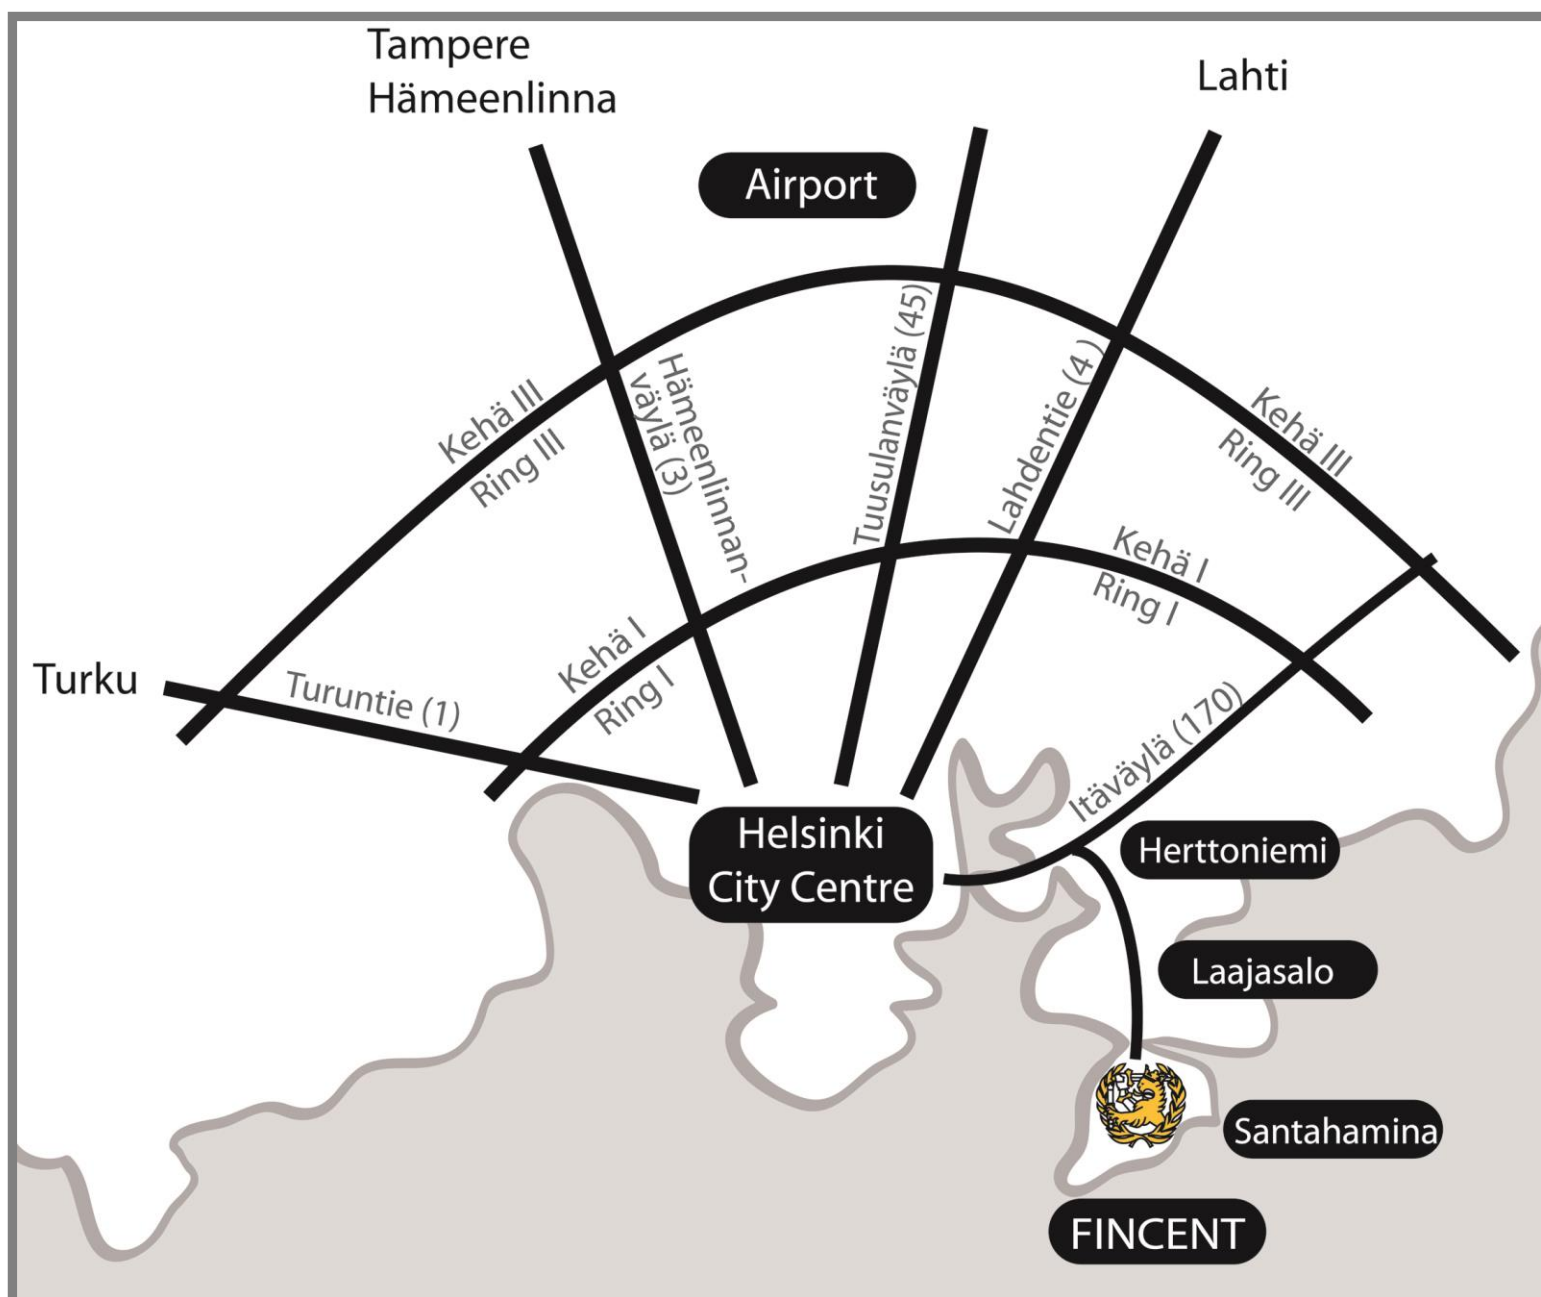 Tampere
Hämeenlinna
Lahti
Airport
Kehä III
Ring III
Hämeenlinnan-
väylä (3)
Tuusulanväylä (45)
Lahdentie (4 )
Kehä III
Ring III
Kehä I
Ring I
Kehä I
Ring I
Turku
Turuntie (1)
Itäväylä (170)
Helsinki
City Centre
Herttoniemi
Laajasalo
Santahamina
FINCENT